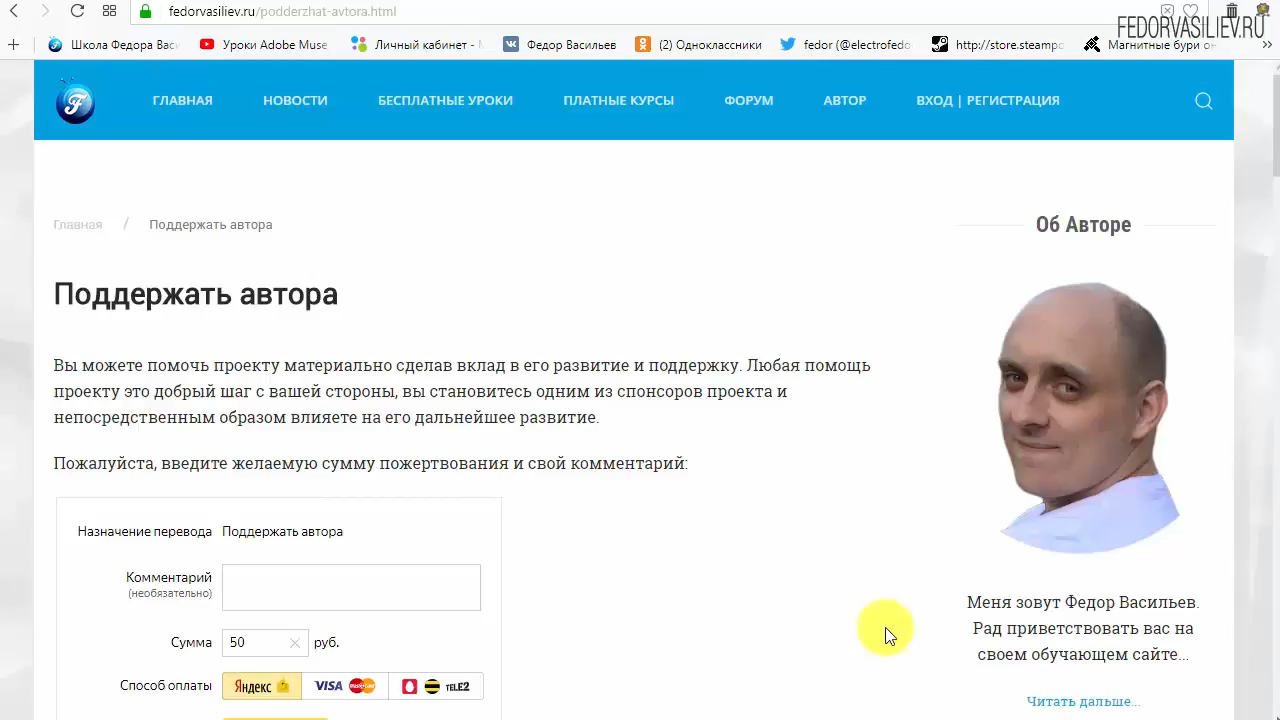 fedorvasiliev.ru/podderzhat-avtora.html
FEDORVASILIEV.RU
Школа Федора Вас
Уроки Adobe Muse
Личный кабинет - М
Федор Васильев
(2) Одноклассники
fedor (@electrofedo
http://store.steampo
Магнитные бури он
ГЛАВНАЯ
НОВОСТИ
БЕСПЛАТНЫЕ УРОКИ
ПЛАТНЫЕ КУРСЫ
ФОРУМ
АВТОР
ВХОД | РЕГИСТРАЦИЯ
Главная / Поддержать автора
Поддержать автора
Вы можете помочь проекту материально сделав вклад в его развитие и поддержку. Любая помощь
проекту это добрый шаг с вашей стороны, вы становитесь одним из спонсоров проекта и
непосредственным образом влияете на его дальнейшее развитие.
Пожалуйста, введите желаемую сумму пожертвования и свой комментарий:
Назначение перевода Поддержать автора
Комментарий
(необязательно)
Сумма 50 руб.
Способ оплаты Яндекс VISA MasterCard TELE2
Об Авторе
Меня зовут Федор Васильев.
Рад приветствовать вас на
своем обучающем сайте...
Читать дальше...